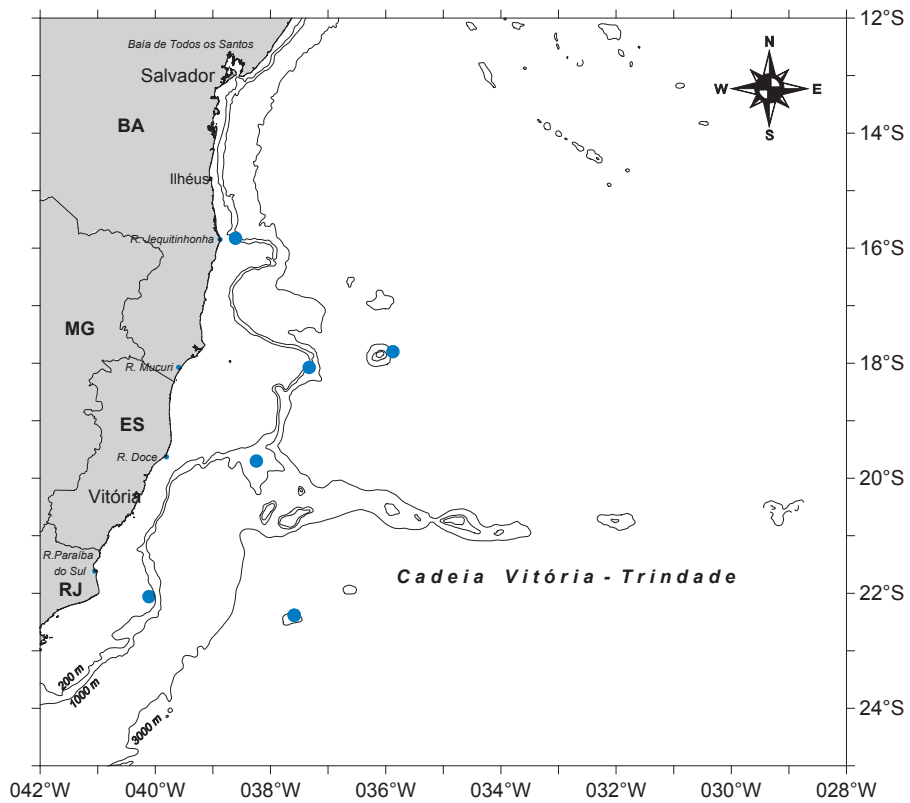 12°S
Baía de Todos os Santos
Salvador
N
W
E
S
BA
14°S
Ilhéus
R. Jequitinhonha
16°S
MG
R. Mucuri
18°S
ES
R. Doce
Vitória
20°S
R.Paraíba
do Sul
RJ
Cadeia Vitória - Trindade
22°S
200 m
1000 m
3000 m
24°S
042°W
040°W
038°W
036°W
034°W
032°W
030°W
028°W